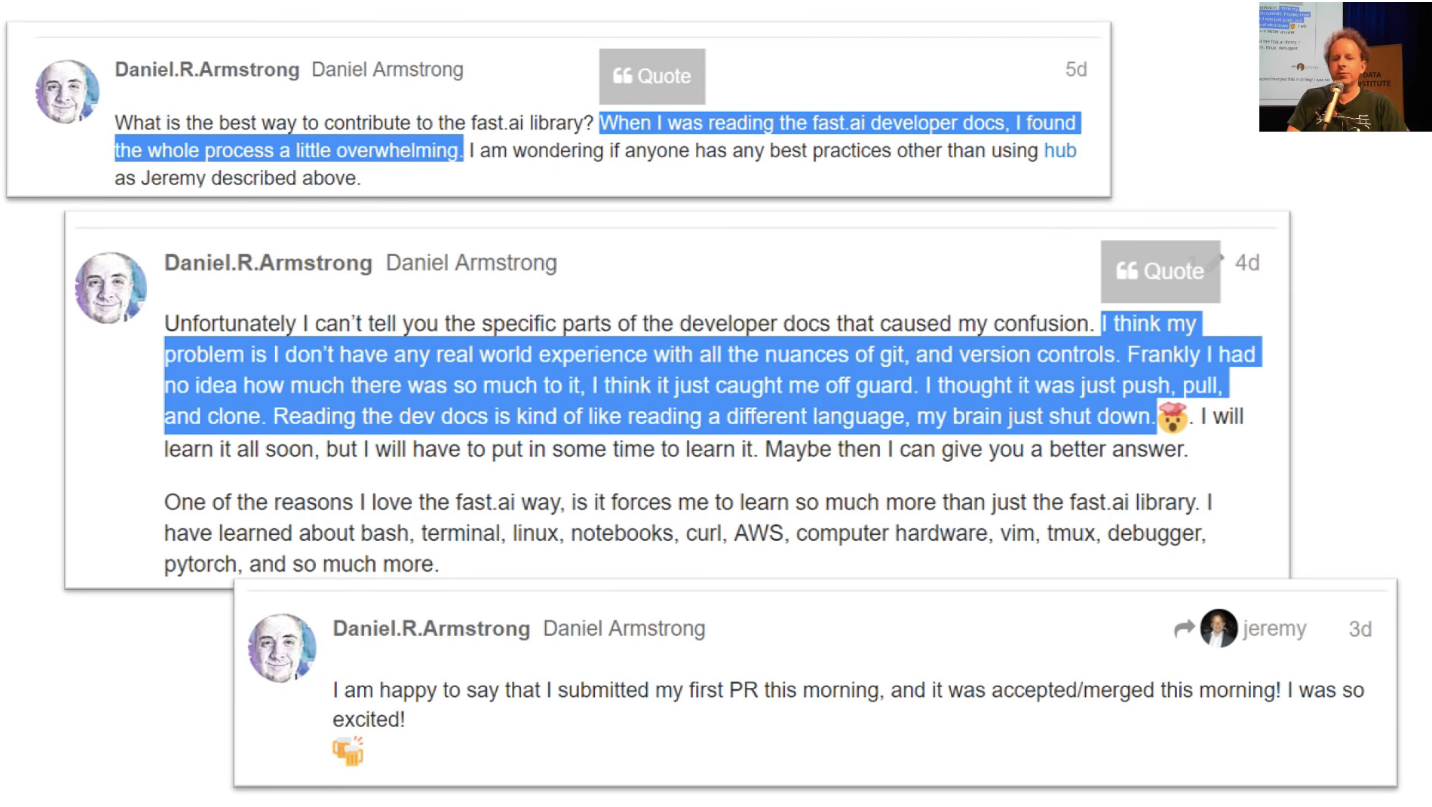 Daniel.R.Armstrong Daniel Armstrong
Quote
5d
What is the best way to contribute to the fast.ai library? When I was reading the fast.ai developer docs, I found
the whole process a little overwhelming. I am wondering if anyone has any best practices other than using hub
as Jeremy described above.
Daniel.R.Armstrong Daniel Armstrong
Quote
4d
Unfortunately I can't tell you the specific parts of the developer docs that caused my confusion. I think my
problem is I don't have any real world experience with all the nuances of git, and version controls. Frankly I had
no idea how much there was so much to it, I think it just caught me off guard. I thought it was just push, pull,
and clone. Reading the dev docs is kind of like reading a different language, my brain just shut down. . I will
learn it all soon, but I will have to put in some time to learn it. Maybe then I can give you a better answer.
One of the reasons I love the fast.ai way, is it forces me to learn so much more than just the fast.ai library. I
have learned about bash, terminal, linux, notebooks, curl, AWS, computer hardware, vim, tmux, debugger,
pytorch, and so much more.
Daniel.R.Armstrong Daniel Armstrong
jeremy 3d
I am happy to say that I submitted my first PR this morning, and it was accepted/merged this morning! I was so
excited!
DATA